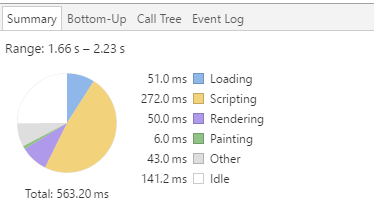 Summary Bottom-Up Call Tree Event Log
Range: 1.66 s – 2.23 s
51.0 ms Loading
272.0 ms Scripting
50.0 ms Rendering
6.0 ms Painting
43.0 ms Other
141.2 ms Idle
Total: 563.20 ms